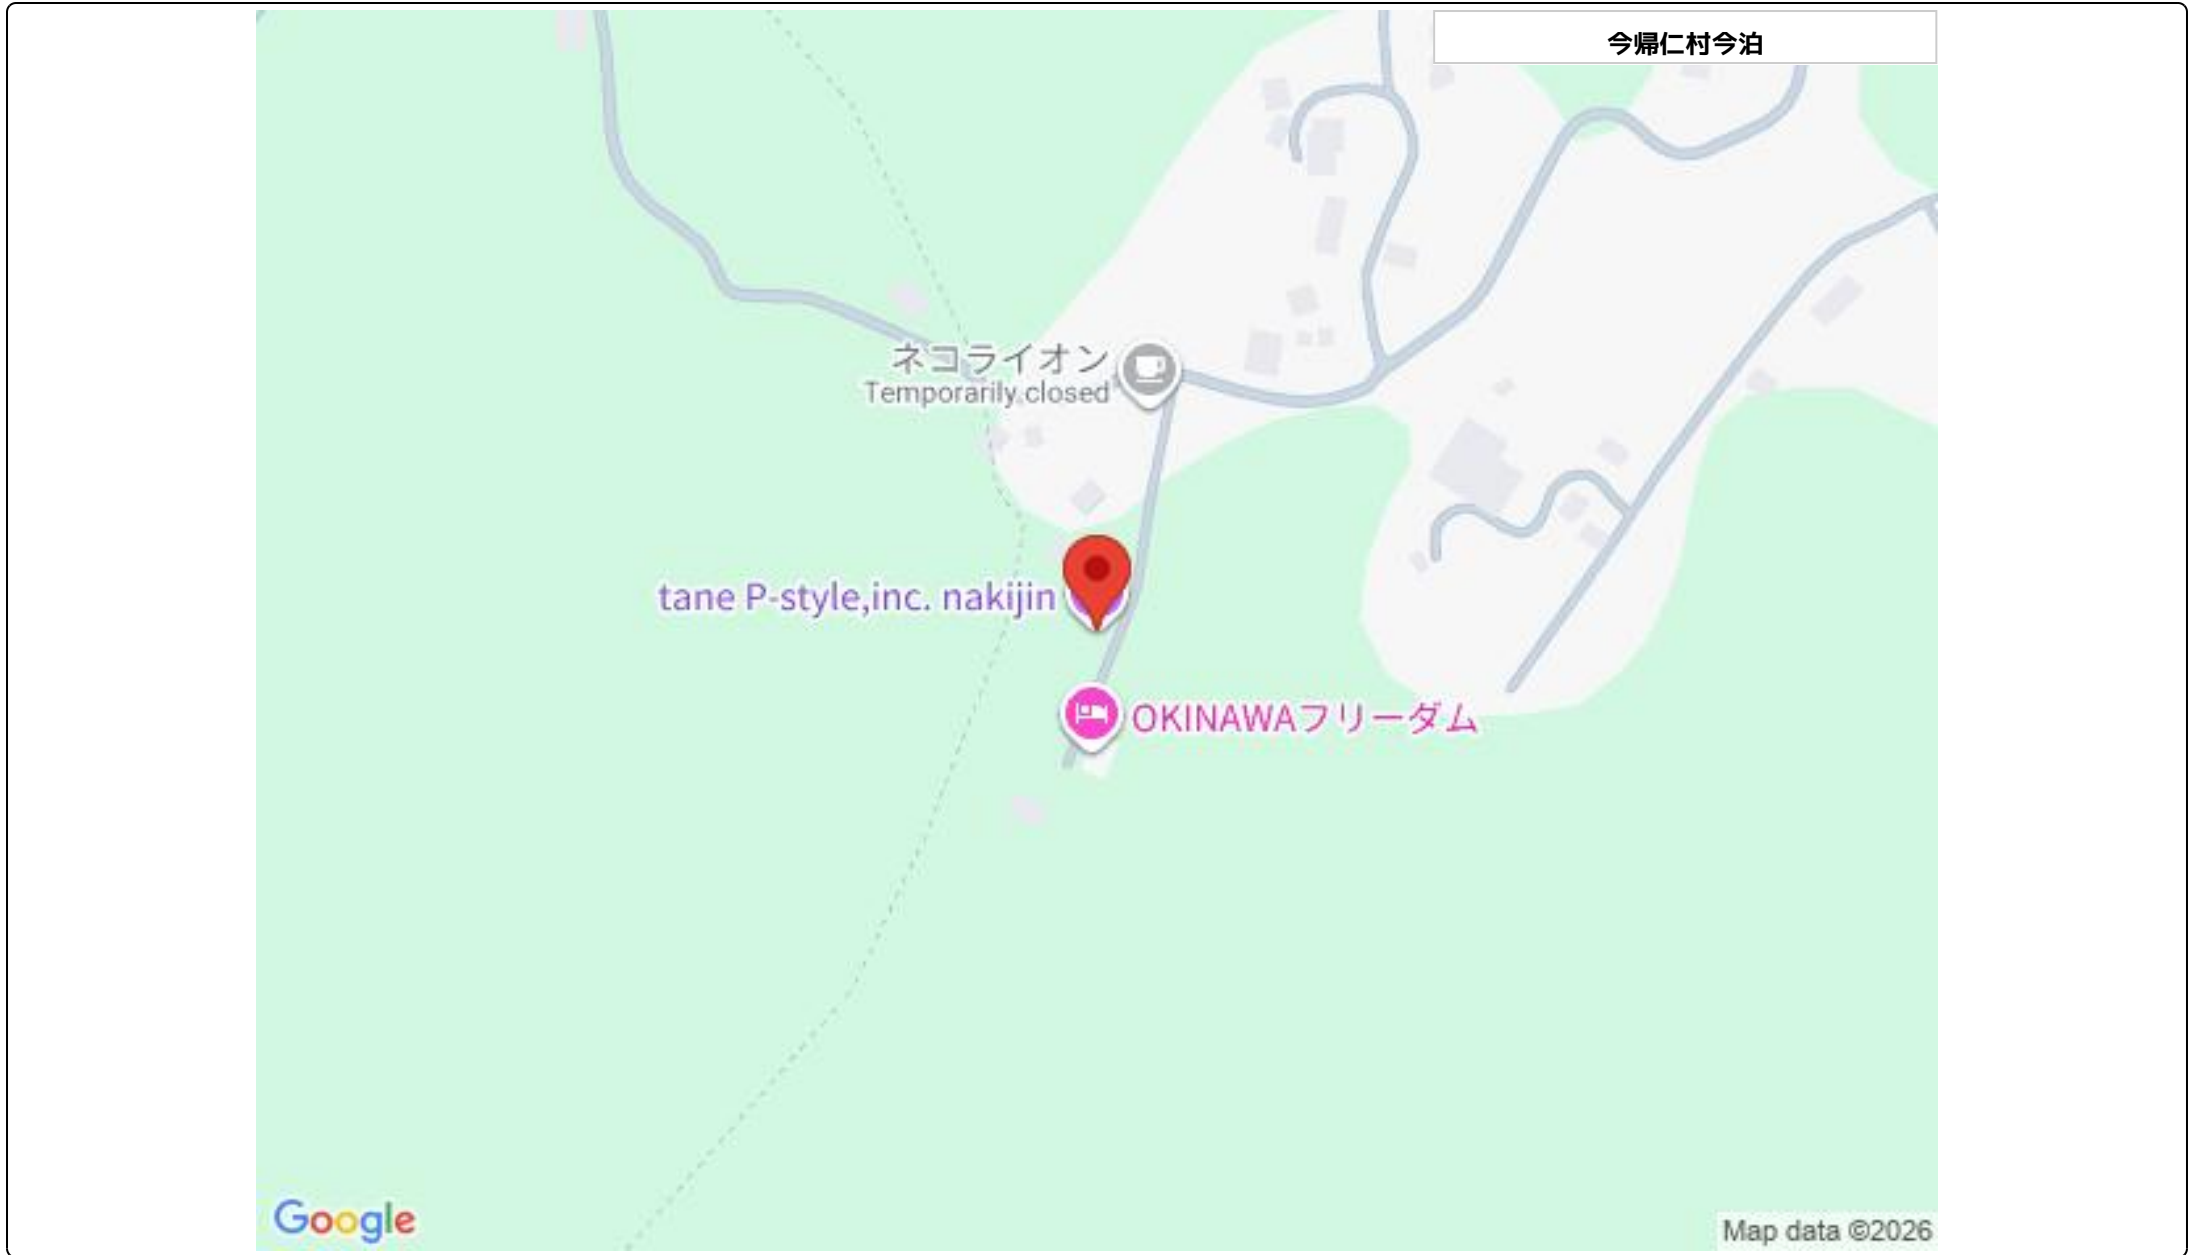 今帰仁村今泊
ネコライオン
Temporarily closed
tane P-style,inc. nakijin
OKINAWAフリーダム
Google
Map data ©2026